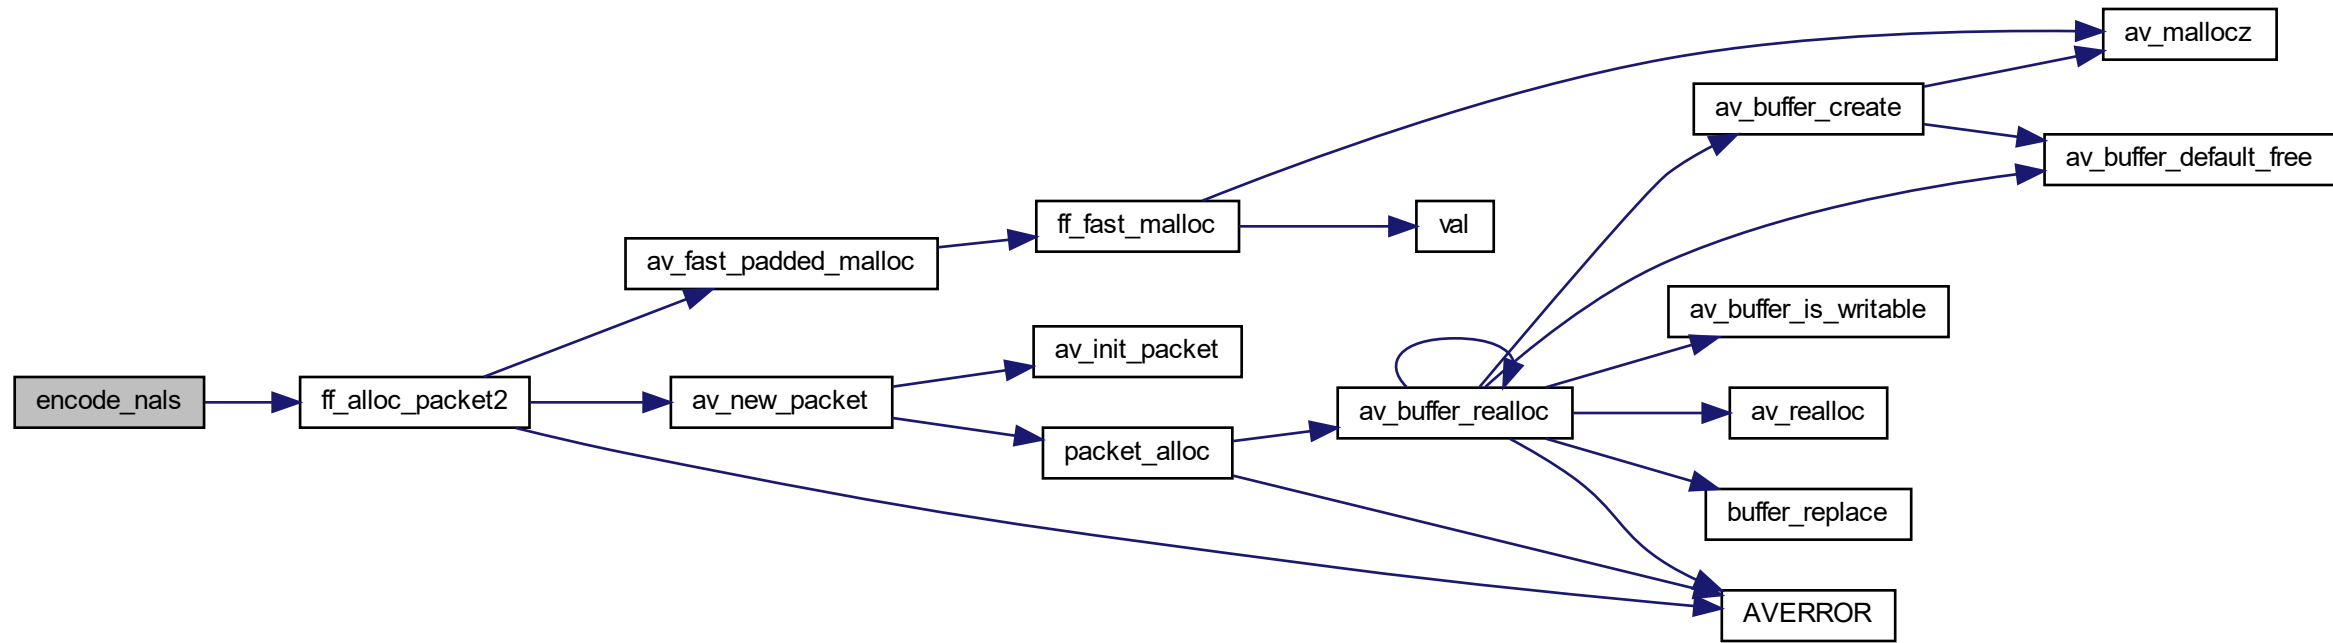 encode_nals
ff_alloc_packet2
av_fast_padded_malloc
av_new_packet
ff_fast_malloc
av_init_packet
packet_alloc
val
av_buffer_realloc
av_mallocz
av_buffer_create
av_buffer_default_free
av_buffer_is_writable
av_realloc
buffer_replace
AVERROR